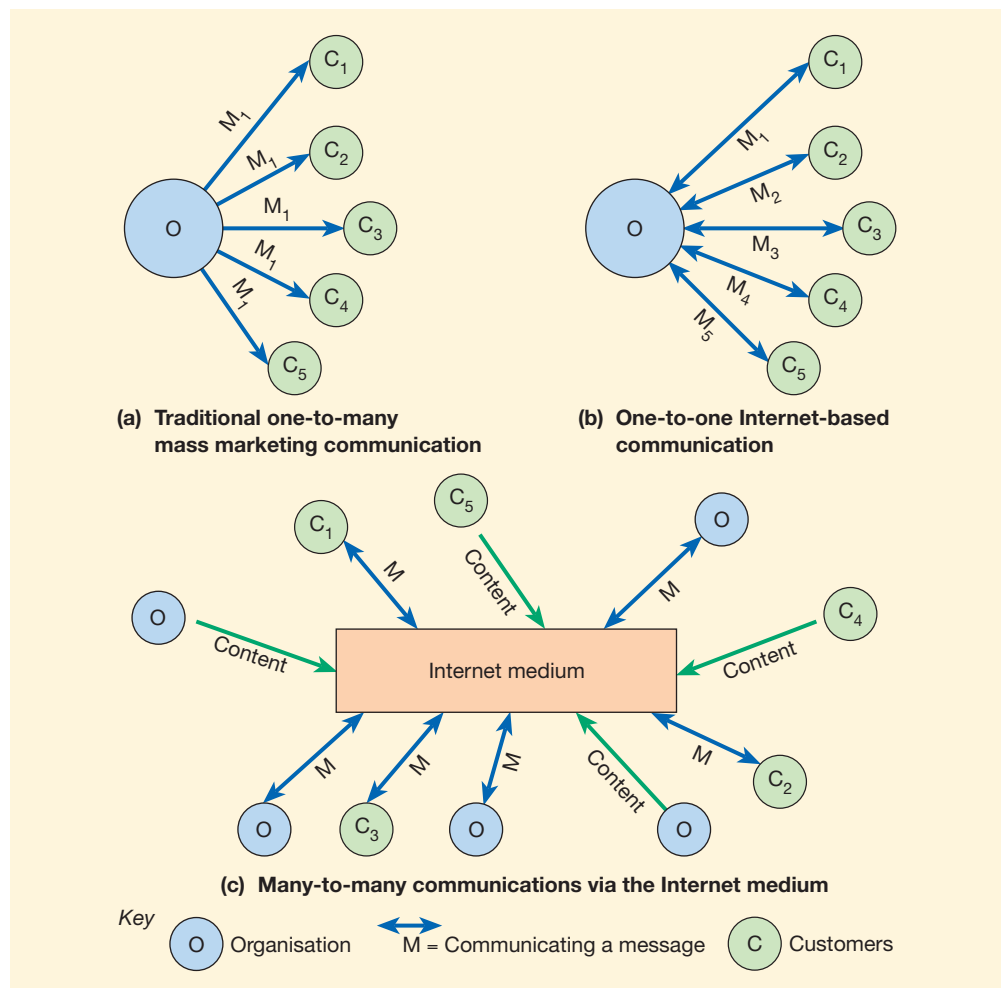 C1
M1
C2
M1
O
M1
C3
M1
C4
M1
C5
(a) Traditional one-to-many
mass marketing communication
C1
M1
C2
M2
O
M3
C3
M4
C4
M5
C5
(b) One-to-one Internet-based
communication
C5
C1
O
M
Content
M
O
C4
Content
Internet medium
Content
M
M
M
Content
M
C2
O
C3
O
O
(c) Many-to-many communications via the Internet medium
Key
O Organisation
M = Communicating a message
C Customers